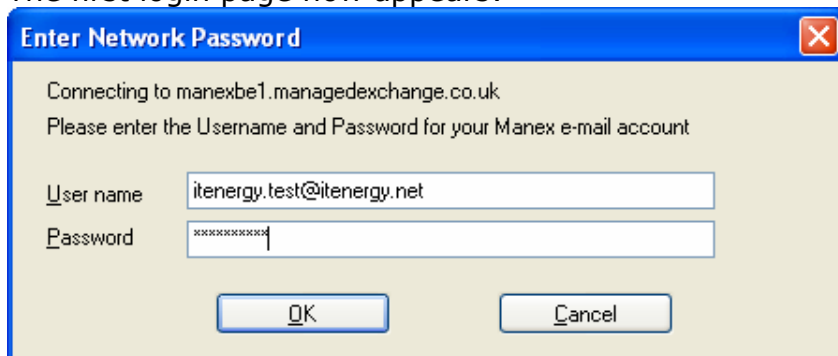 The first login page now appears.
Enter Network Password
Connecting to manexbe1.managedexchange.co.uk
Please enter the Username and Password for your Manex e-mail account
User name itenergy.test@itenergy.net
Password **********
OK Cancel